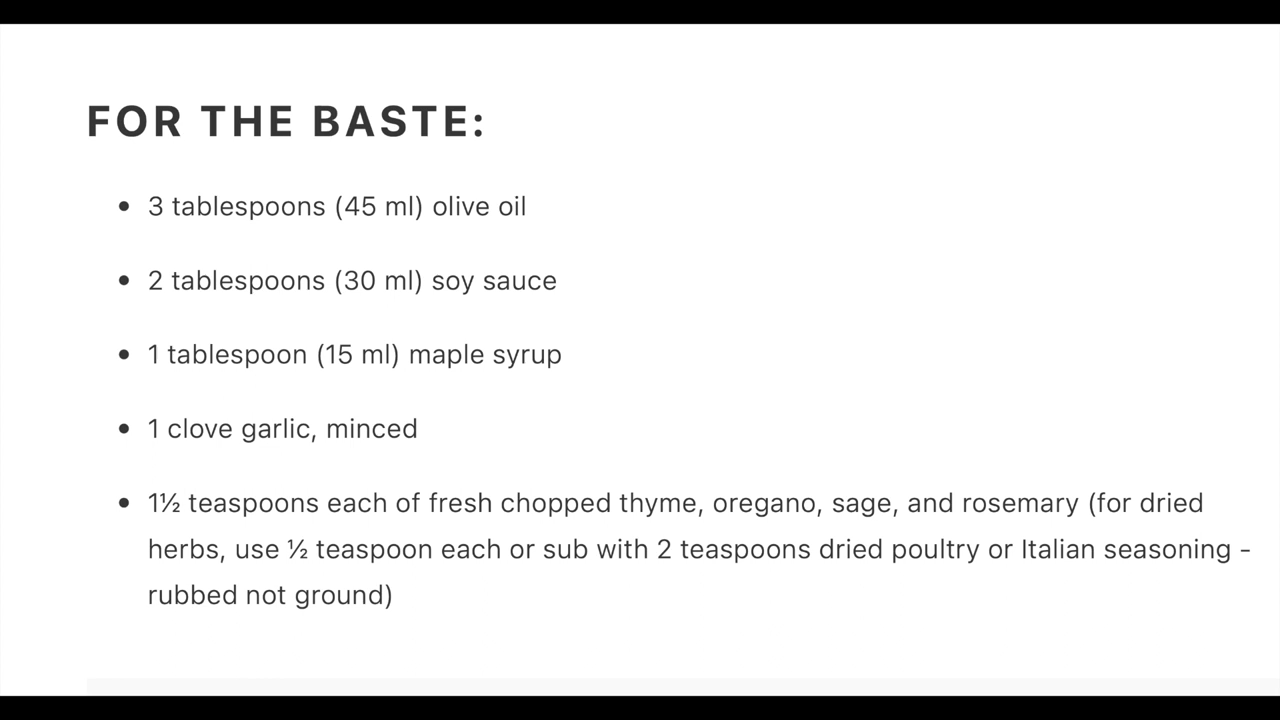 FOR THE BASTE:
• 3 tablespoons (45 ml) olive oil
• 2 tablespoons (30 ml) soy sauce
• 1 tablespoon (15 ml) maple syrup
• 1 clove garlic, minced
• 1½ teaspoons each of fresh chopped thyme, oregano, sage, and rosemary (for dried
herbs, use ½ teaspoon each or sub with 2 teaspoons dried poultry or Italian seasoning -
rubbed not ground)